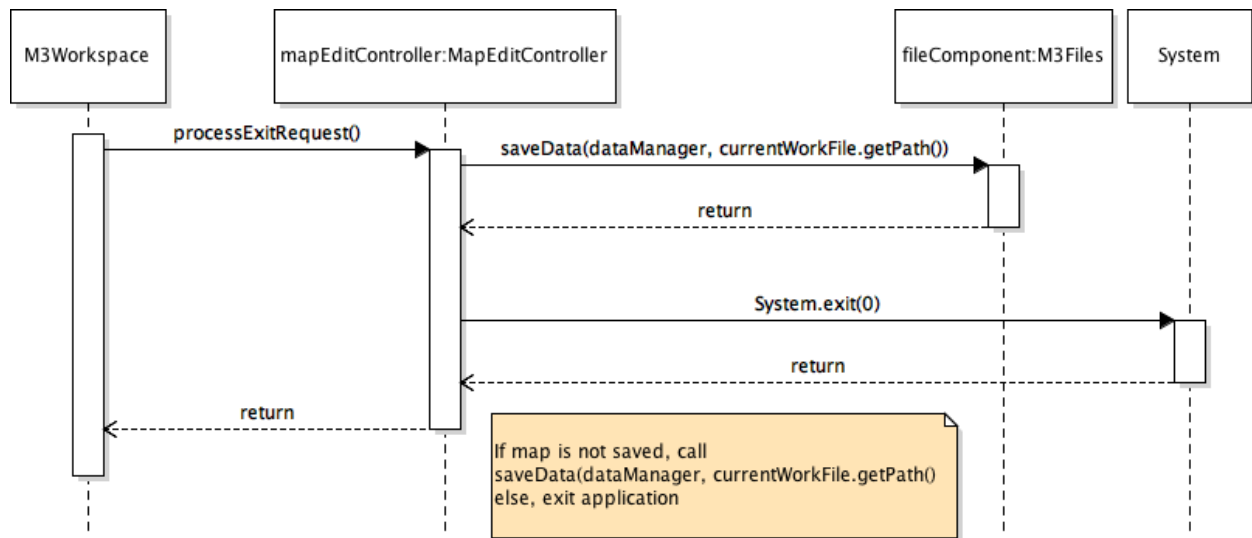 M3Workspace
mapEditController:MapEditController
fileComponent:M3Files
System
processExitRequest()
saveData(dataManager, currentWorkFile.getPath())
return
System.exit(0)
return
return
If map is not saved, call
saveData(dataManager, currentWorkFile.getPath()
else, exit application